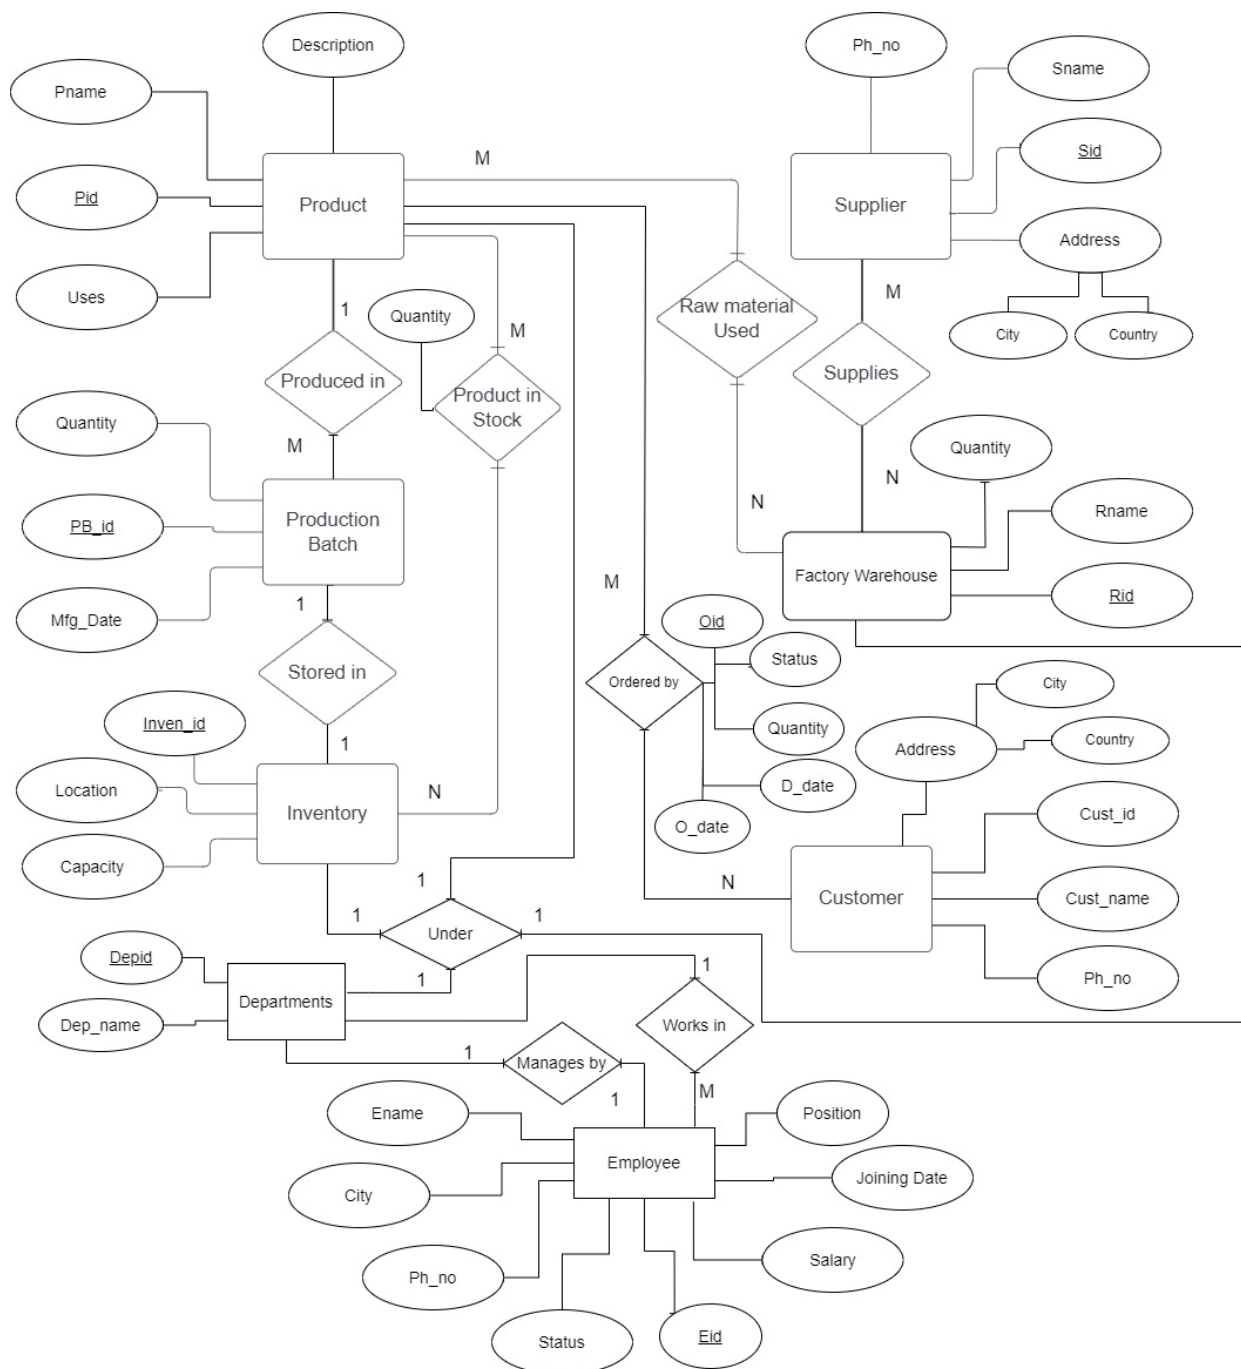 Description
Ph_no
Sname
Pname
M
Sid
Pid
Product
Supplier
Address
Uses
1
Quantity
M
Raw material
Used
M
City
Country
Produced in
Product in
Stock
Supplies
Quantity
M
Quantity
N
N
Rname
PB_id
Production
Batch
Factory Warehouse
M
Rid
Mfg_Date
1
Oid
Status
Stored in
Ordered by
City
Inven_id
1
Quantity
Address
Country
Location
N
D_date
Inventory
O_date
Cust_id
Capacity
1
N
Customer
Cust_name
1
1
Under
Depid
1
1
Ph_no
Departments
Dep_name
Works in
1
Manages by
1
M
Ename
Position
Employee
Joining Date
City
Ph_no
Salary
Status
Eid